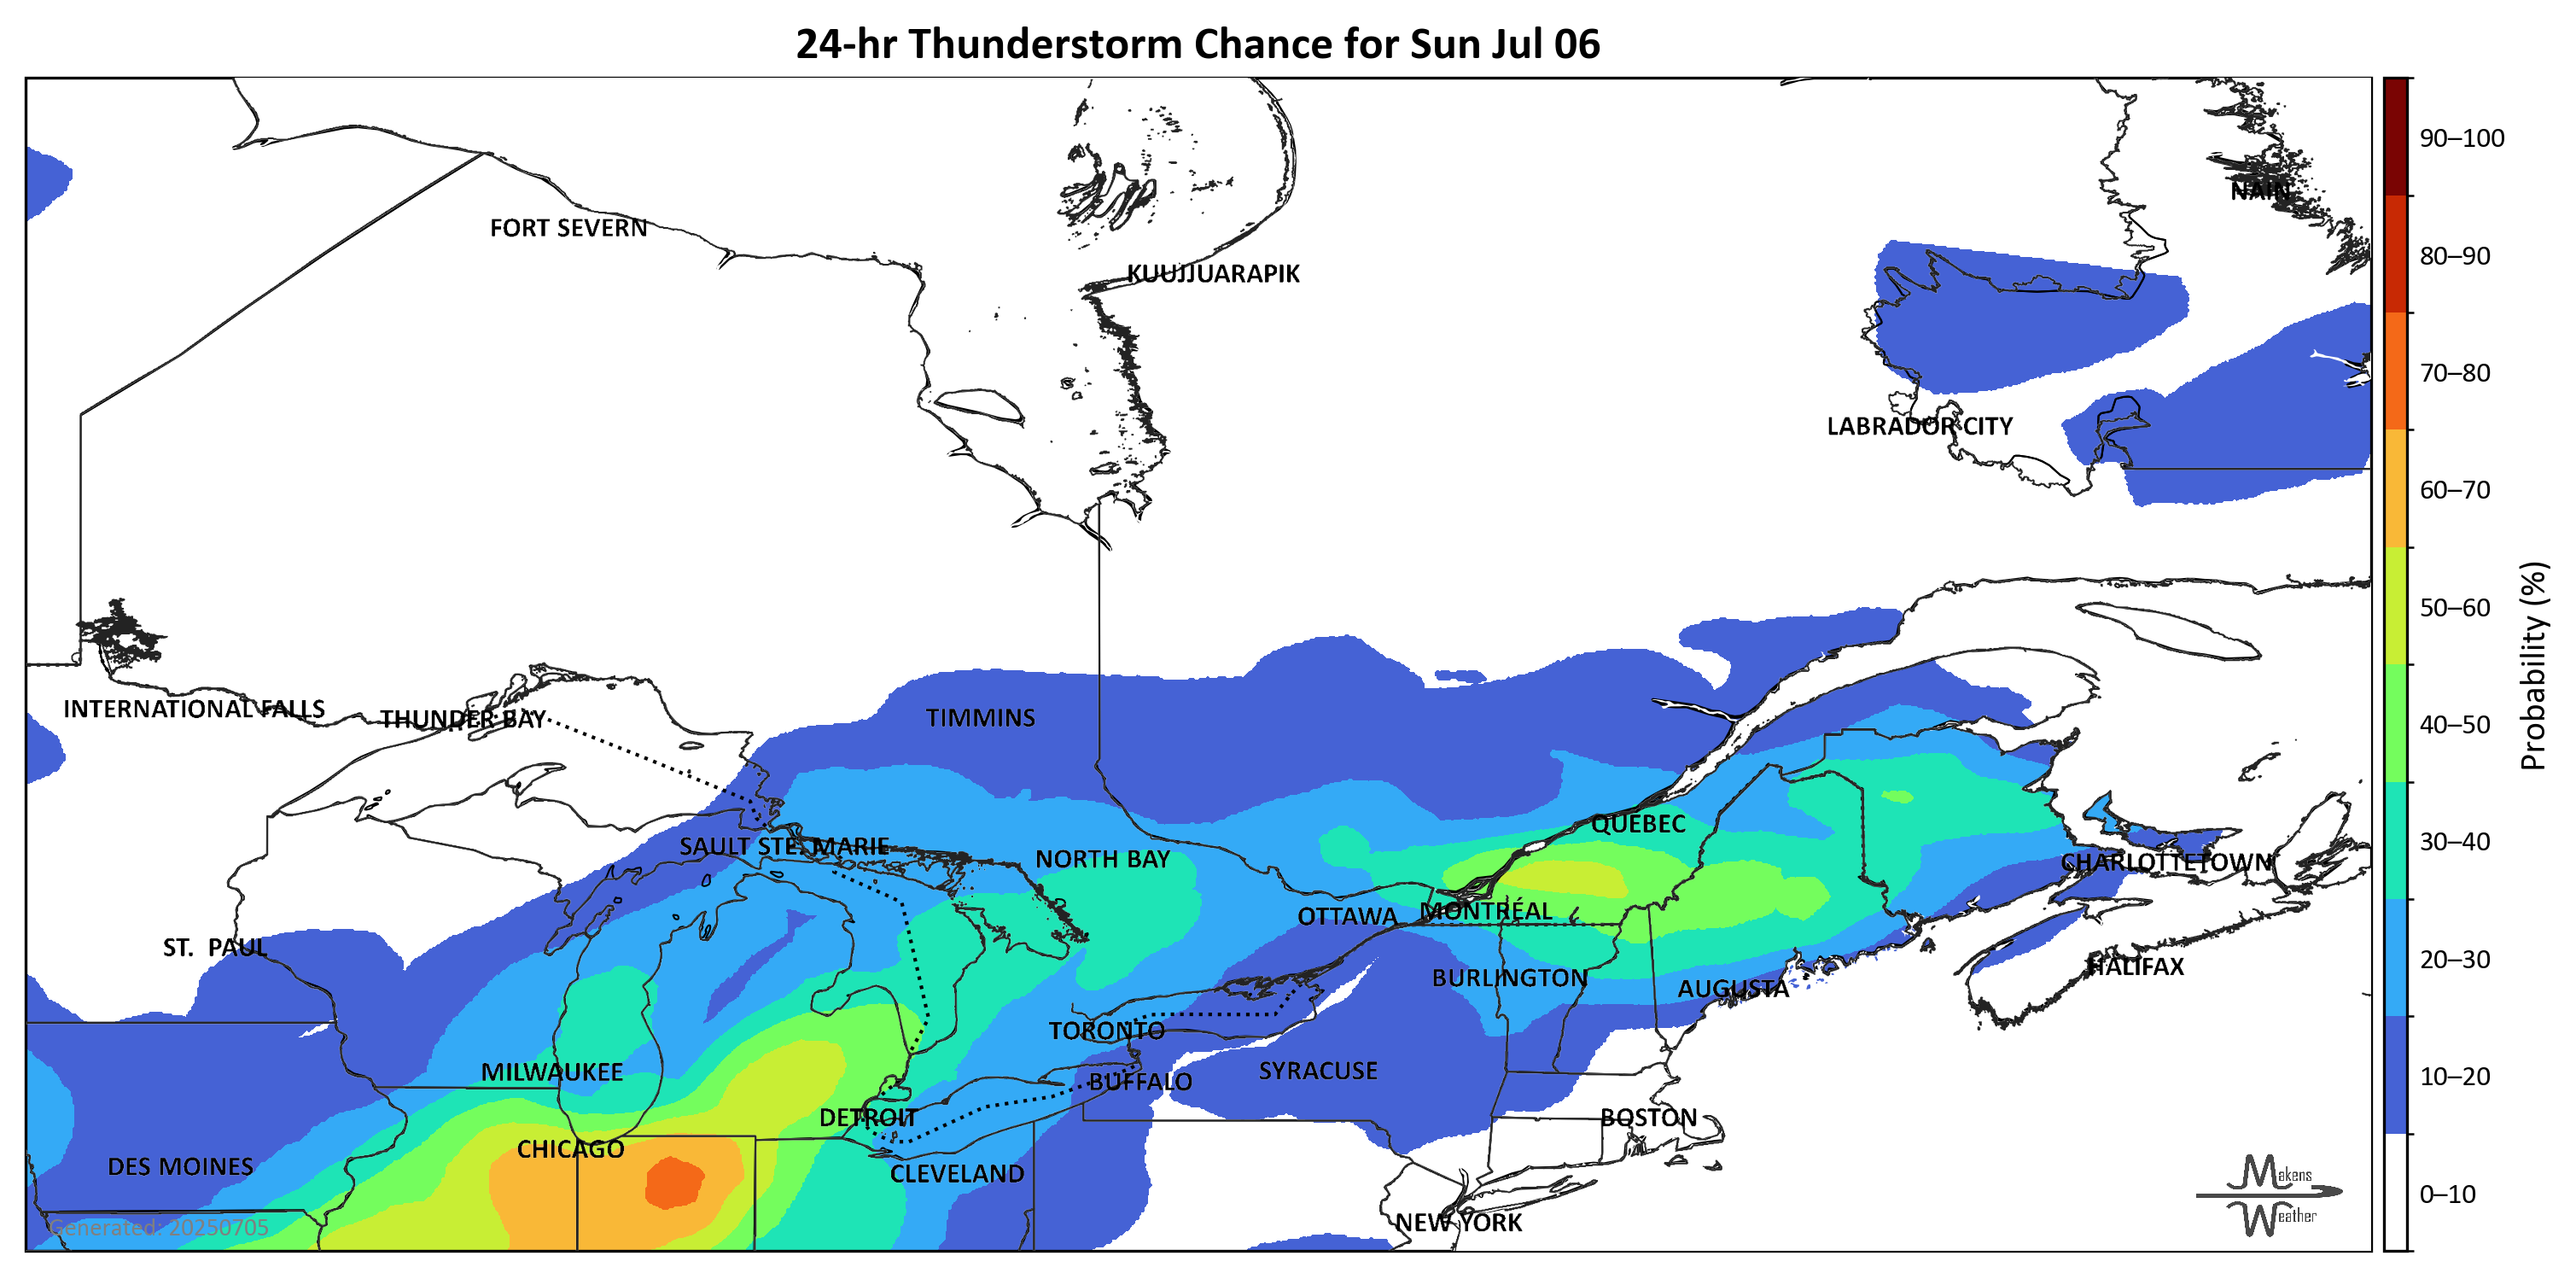 24-hr Thunderstorm Chance for Sun Jul 06
90–100
NAIN
FORT SEVERN
80–90
KUUJJUARAPIK
70–80
LABRADOR CITY
60–70
50–60
Probability (%)
INTERNATIONAL FALLS
THUNDER BAY
TIMMINS
40–50
QUEBEC
30–40
SAULT STE. MARIE
NORTH BAY
CHARLOTTETOWN
OTTAWA
MONTRÉAL
ST. PAUL
20–30
HALIFAX
BURLINGTON
AUGUSTA
TORONTO
MILWAUKEE
SYRACUSE
10–20
BUFFALO
DETROIT
BOSTON
CHICAGO
DES MOINES
CLEVELAND
Makens
Weather
0–10
NEW YORK
Generated: 20250705